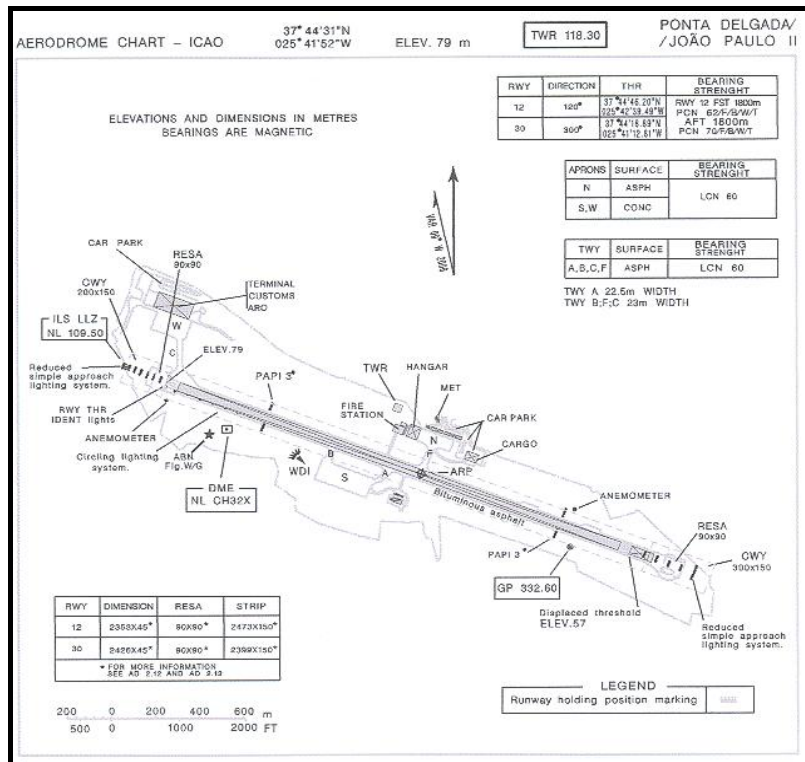 AERODROME CHART – ICAO
37° 44'31"N
025° 41'52"W
ELEV. 79 m
TWR 118.30
PONTA DELGADA/
/JOÃO PAULO II
ELEVATIONS AND DIMENSIONS IN METRES
BEARINGS ARE MAGNETIC
RWY DIRECTION THR BEARING STRENGHT
12 120°
30 300°
RWY 12 FST 1800m
PCN 62/F/B/W/T
AFT 1800m
PCN 70/F/B/W/T
APRONS SURFACE BEARING STRENGHT
N ASPH LCN 60
S,W CONC
TWY SURFACE BEARING STRENGHT
A,B,C,F ASPH LCN 60
TWY A 22.5m WIDTH
TWY B;F;C 23m WIDTH
CAR PARK
RESA
90x90
CWY
200x150
TERMINAL
CUSTOMS
ARO
W
C
ILS LLZ
NL 109.50
ELEV.79
Reduced
simple approach
lighting system.
PAPI 3°
RWY THR
IDENT lights
ANEMOMETER
Circling lighting
system.
ABN
Flg.W/G
DME
NL CH32X
WDI
TWR
HANGAR
FIRE
STATION
MET
CAR PARK
N
F
CARGO
ARP
B
A
S
Bituminous asphalt
ANEMOMETER
RESA
90x90
CWY
300x150
PAPI 3°
GP 332.60
Displaced threshold
ELEV.57
Reduced
simple approach
lighting system.
RWY DIMENSION RESA STRIP
12 90X90* 2473X150*
30 2426X45* 90X90* 2399X150*
* FOR MORE INFORMATION
SEE AD 2.12 AND AD 2.13
200 0 200 400 600 m
500 0 1000 2000 FT
LEGEND
Runway holding position marking